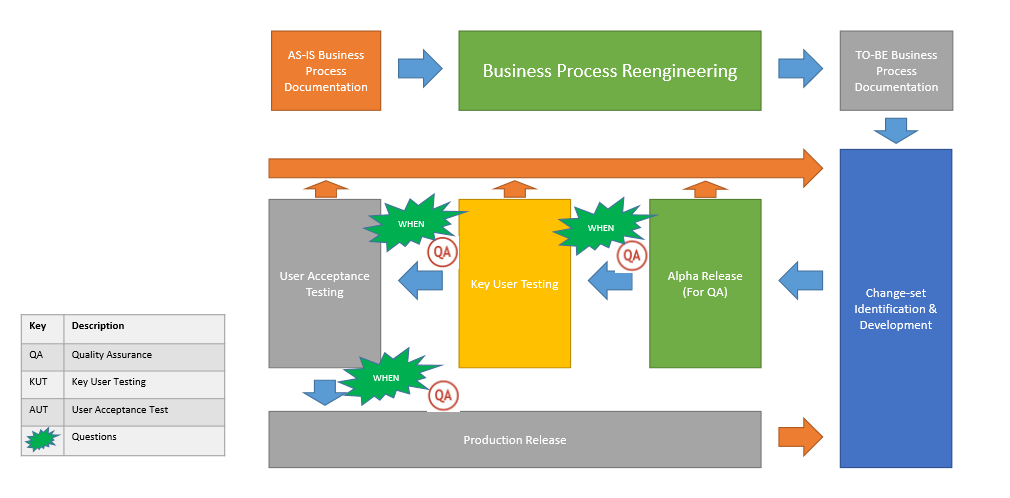 AS-IS Business
Process
Documentation
Business Process Reengineering
TO-BE Business
Process
Documentation
WHEN
QA
WHEN
QA
User Acceptance
Testing
Key User Testing
Alpha Release
(For QA)
Change-set
Identification &
Development
Key Description
QA Quality Assurance
KUT Key User Testing
AUT User Acceptance Test
Questions
WHEN
QA
Production Release